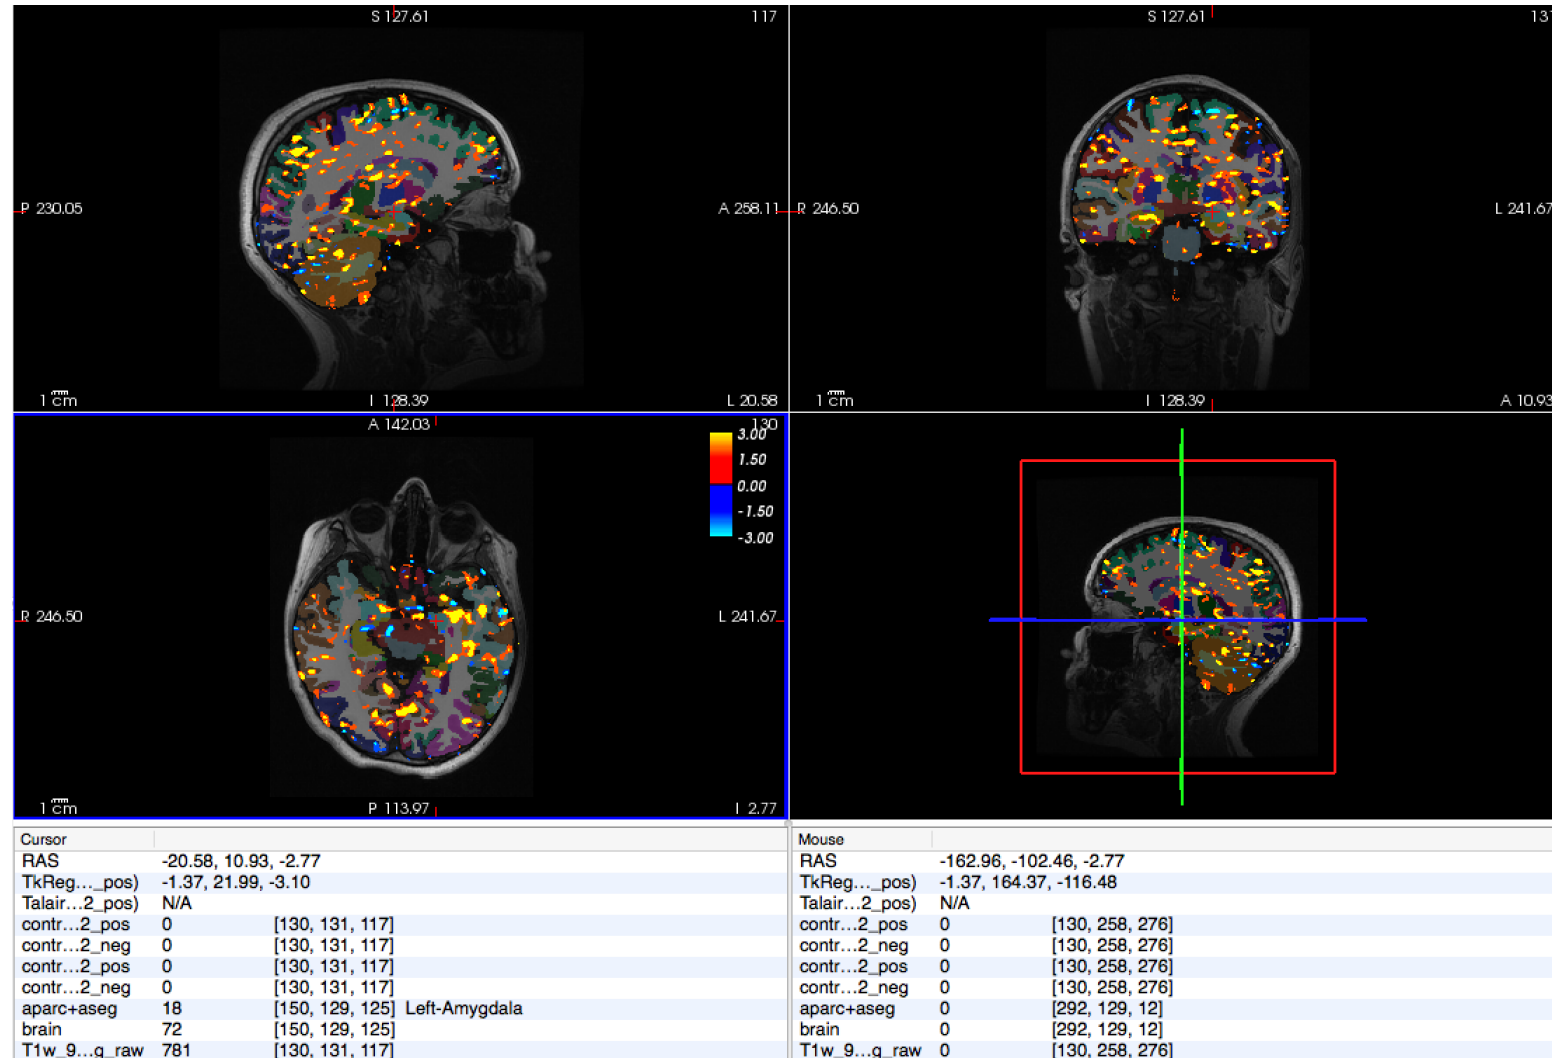 S 127.61
117
P 230.05
A 258.11
1 cm
I 128.39
L 20.58
S 127.61
131
R 246.50
L 241.67
1 cm
I 128.39
A 10.93
A 142.03
130
3.00
1.50
0.00
-1.50
-3.00
R 246.50
L 241.67
1 cm
P 113.97
I 2.77
Cursor
RAS -20.58, 10.93, -2.77
TkReg…_pos) -1.37, 21.99, -3.10
Talair…2_pos) N/A
contr…2_pos 0 [130, 131, 117]
contr…2_neg 0 [130, 131, 117]
contr…2_pos 0 [130, 131, 117]
contr…2_neg 0 [130, 131, 117]
aparc+aseg 18 [150, 129, 125] Left-Amygdala
brain 72 [150, 129, 125]
T1w_9…g_raw 781 [130, 131, 117]
Mouse
RAS -162.96, -102.46, -2.77
TkReg…_pos) -1.37, 164.37, -116.48
Talair…2_pos) N/A
contr…2_pos 0 [130, 258, 276]
contr…2_neg 0 [130, 258, 276]
contr…2_pos 0 [130, 258, 276]
contr…2_neg 0 [130, 258, 276]
aparc+aseg 0 [292, 129, 12]
brain 0 [292, 129, 12]
T1w_9…g_raw 0 [130, 258, 276]